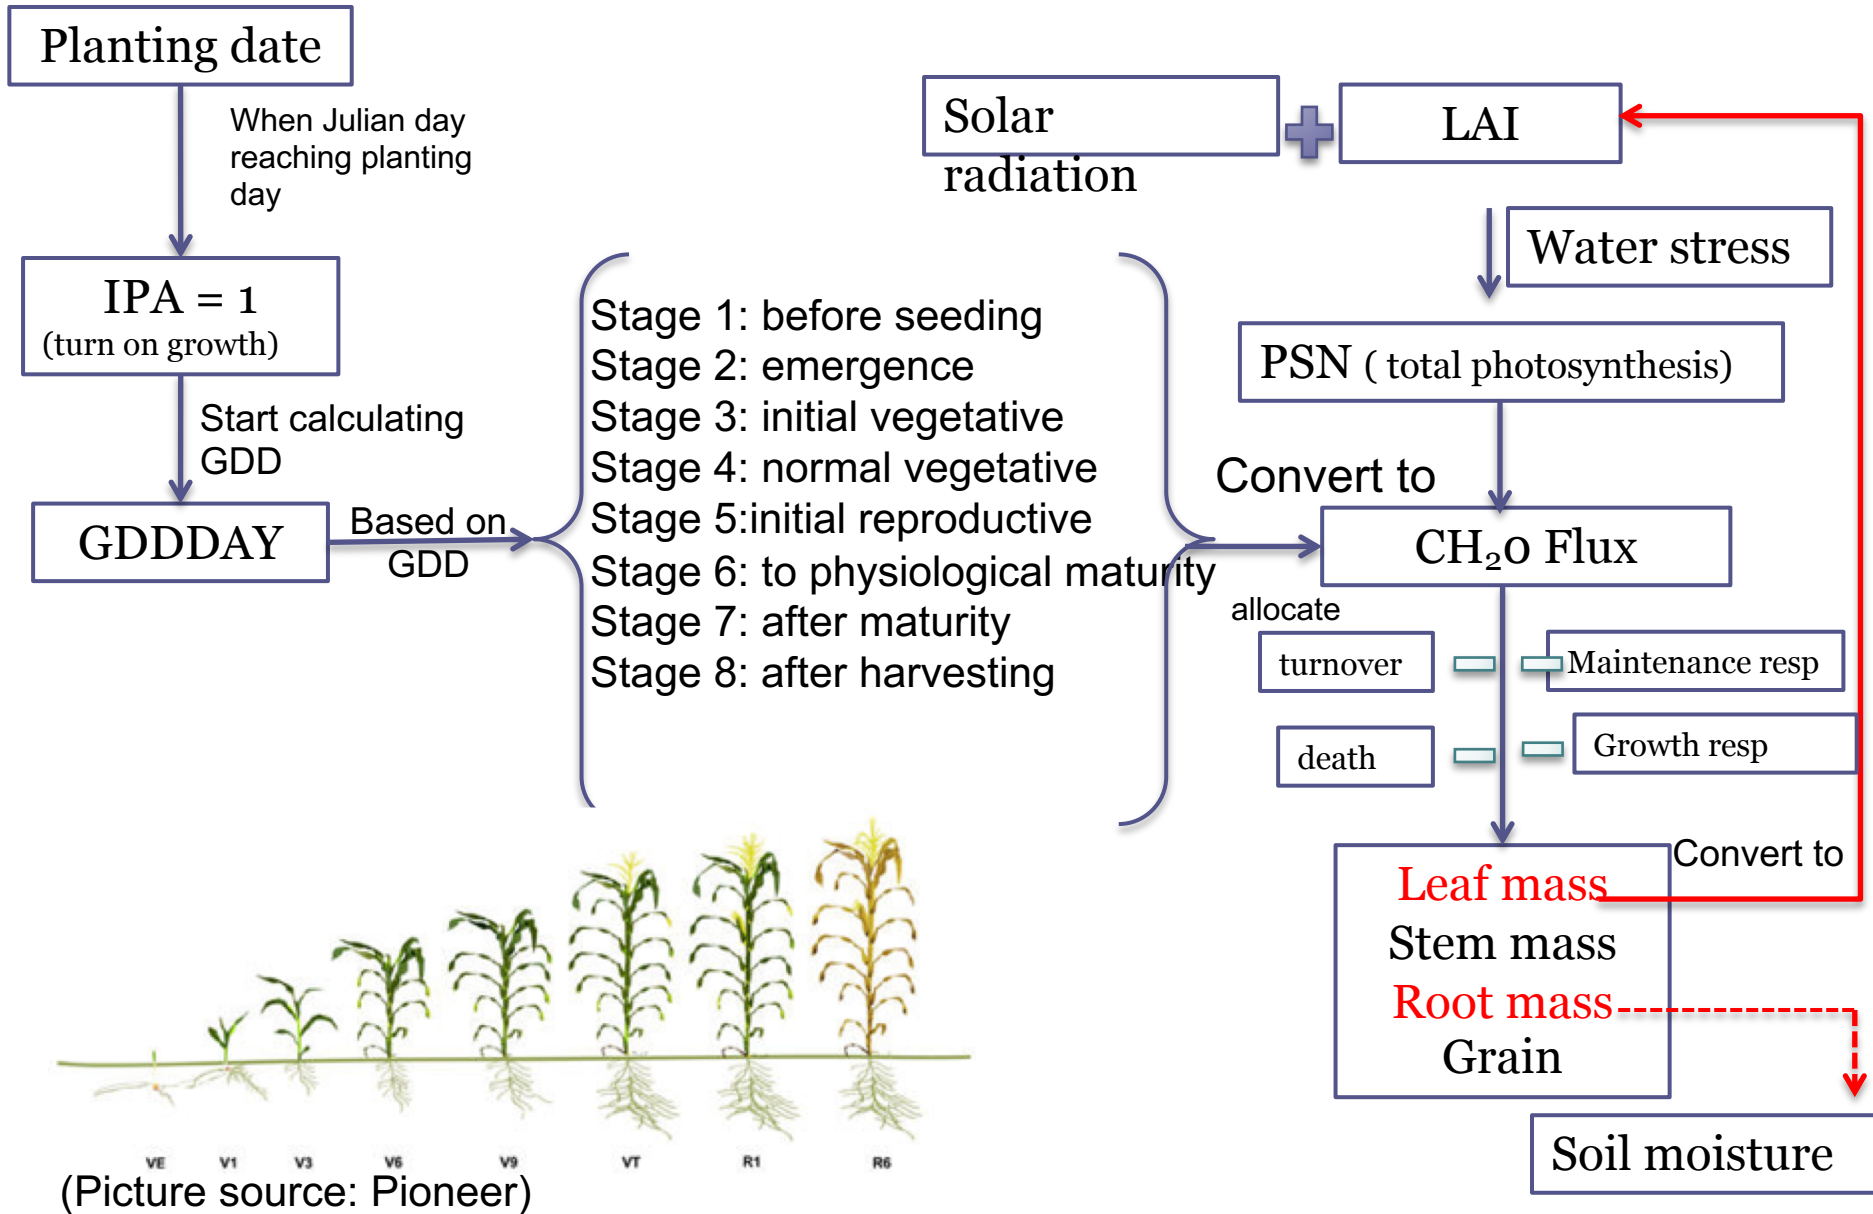 Planting date
When Julian day
reaching planting
day
IPA = 1
(turn on growth)
Start calculating
GDD
GDDDAY
Based on
GDD
Stage 1: before seeding
Stage 2: emergence
Stage 3: initial vegetative
Stage 4: normal vegetative
Stage 5:initial reproductive
Stage 6: to physiological maturity
Stage 7: after maturity
Stage 8: after harvesting
Solar
radiation
LAI
Water stress
PSN ( total photosynthesis)
Convert to
CH₂o Flux
allocate
turnover
Maintenance resp
death
Growth resp
Leaf mass
Stem mass
Root mass
Grain
Convert to
Soil moisture
VE V1 V3 V6 V9 VT R1 R6
(Picture source: Pioneer)